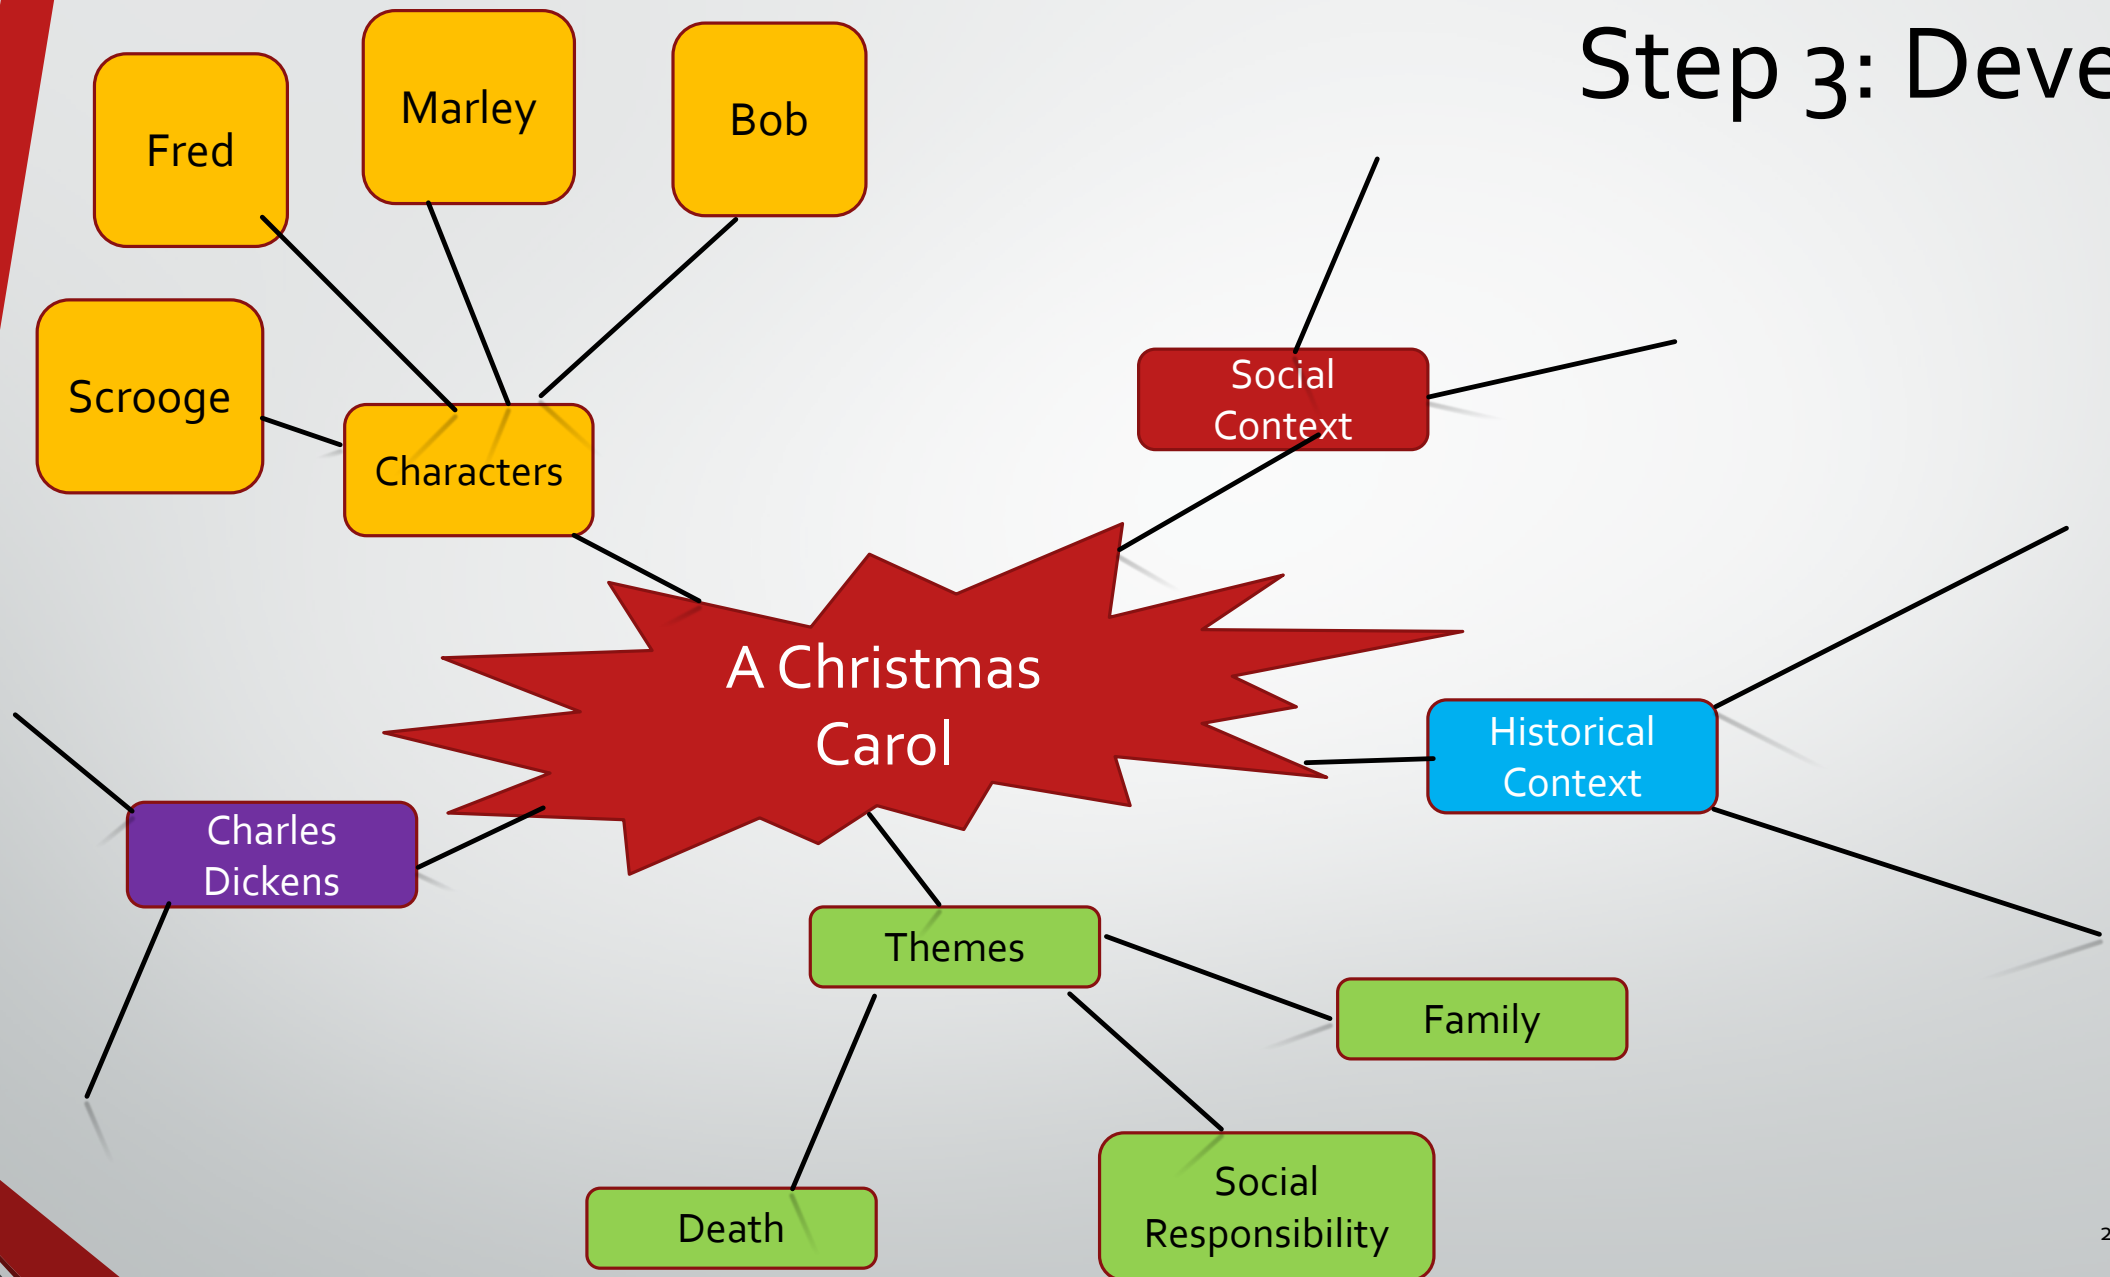 Step 3: Deve
Fred
Marley
Bob
Scrooge
Characters
Social
Context
A Christmas
Carol
Historical
Context
Charles
Dickens
Themes
Family
Social
Responsibility
Death
2